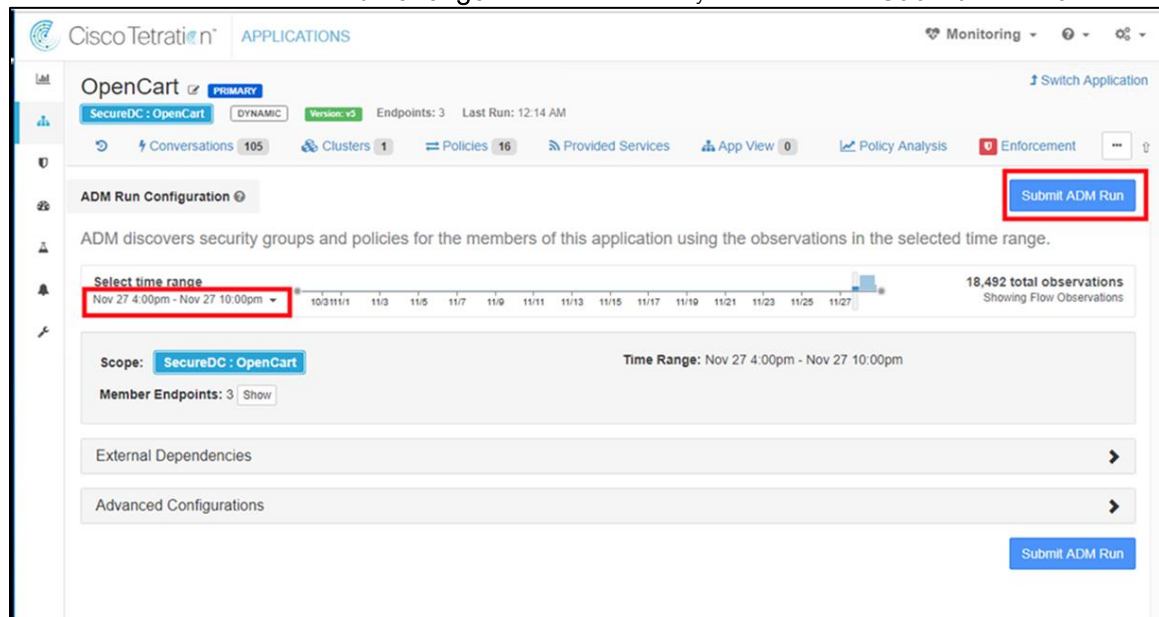 Cisco Tetration™ APPLICATIONS Monitoring
OpenCart PRIMARY Switch Application
SecureDC : OpenCart DYNAMIC Version: v5 Endpoints: 3 Last Run: 12:14 AM
Conversations 105 Clusters 1 Policies 16 Provided Services App View 0 Policy Analysis Enforcement ...
ADM Run Configuration Submit ADM Run
ADM discovers security groups and policies for the members of this application using the observations in the selected time range.
Select time range 18,492 total observations
Nov 27 4:00pm - Nov 27 10:00pm 10/3111/1 11/3 11/5 11/7 11/9 11/11 11/13 11/15 11/17 11/19 11/21 11/23 11/25 11/27 Showing Flow Observations
Scope: SecureDC : OpenCart Time Range: Nov 27 4:00pm - Nov 27 10:00pm
Member Endpoints: 3 Show
External Dependencies
Advanced Configurations
Submit ADM Run